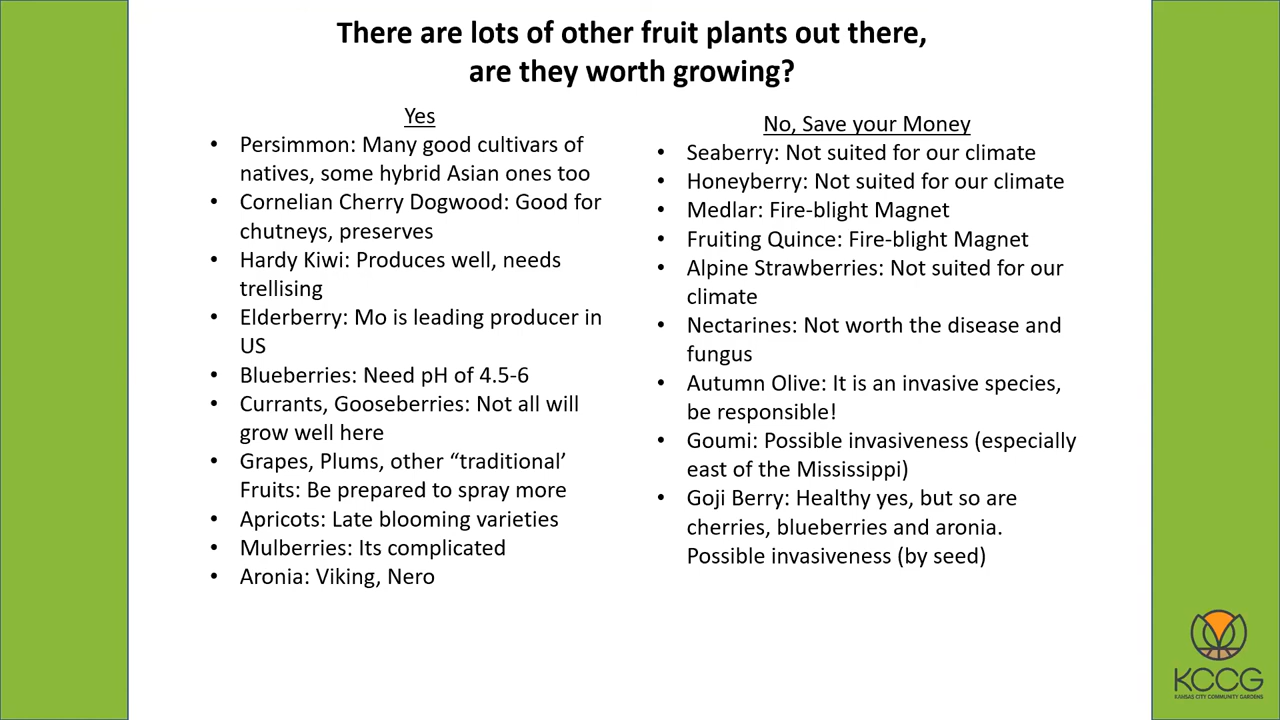 There are lots of other fruit plants out there,
are they worth growing?
Yes
• Persimmon: Many good cultivars of
natives, some hybrid Asian ones too
• Cornelian Cherry Dogwood: Good for
chutneys, preserves
• Hardy Kiwi: Produces well, needs
trellising
• Elderberry: Mo is leading producer in
US
• Blueberries: Need pH of 4.5-6
• Currants, Gooseberries: Not all will
grow well here
• Grapes, Plums, other “traditional’
Fruits: Be prepared to spray more
• Apricots: Late blooming varieties
• Mulberries: Its complicated
• Aronia: Viking, Nero
No, Save your Money
• Seaberry: Not suited for our climate
• Honeyberry: Not suited for our climate
• Medlar: Fire-blight Magnet
• Fruiting Quince: Fire-blight Magnet
• Alpine Strawberries: Not suited for our
climate
• Nectarines: Not worth the disease and
fungus
• Autumn Olive: It is an invasive species,
be responsible!
• Goumi: Possible invasiveness (especially
east of the Mississippi)
• Goji Berry: Healthy yes, but so are
cherries, blueberries and aronia.
Possible invasiveness (by seed)
KCCG
KANSAS CITY COMMUNITY GARDENS